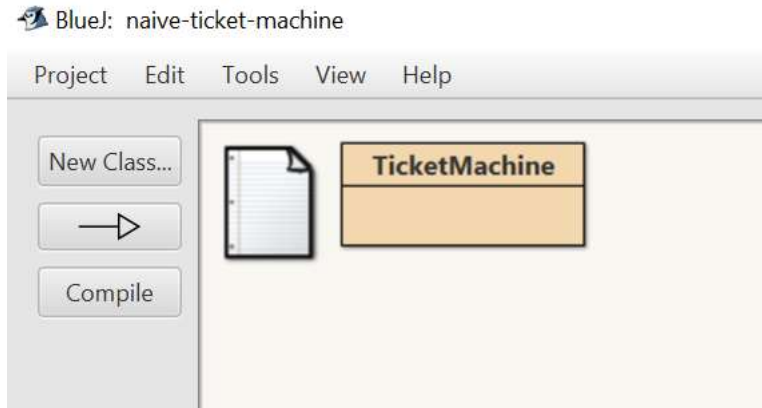 BlueJ: naive-ticket-machine
Project Edit Tools View Help
New Class...
TicketMachine
Compile